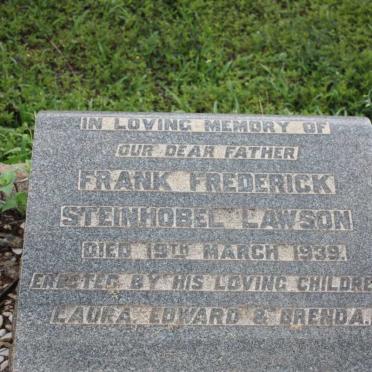 IN LOVING MEMORY OF
OUR DEAR FATHER
FRANK FREDERICK
STEINHOBEL LAWSON
DIED 19TH MARCH 1939.
ERECTED BY HIS LOVING CHILDRE
LAURA, EDWARD & BRENDA.